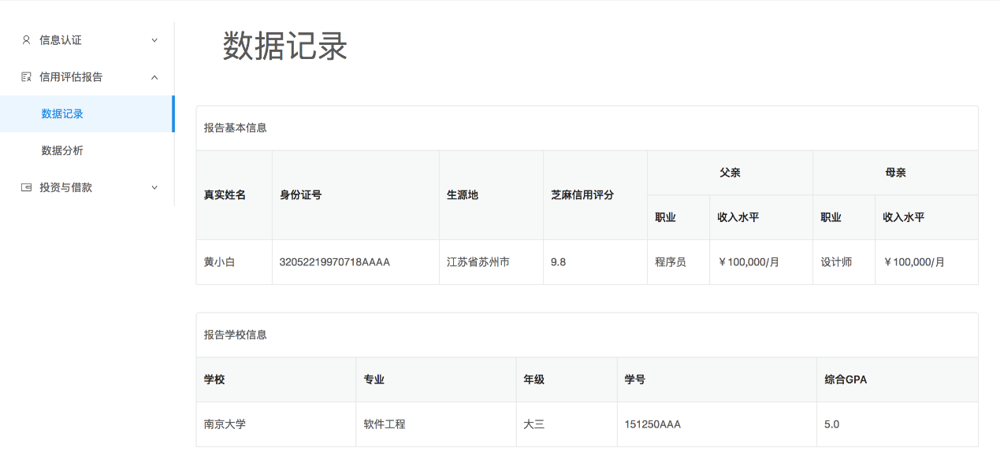 信息认证
信用评估报告
数据记录
数据分析
投资与借款
数据记录
报告基本信息
真实姓名 身份证号 生源地 芝麻信用评分 父亲 母亲
职业 收入水平 职业 收入水平
黄小白 32052219970718AAAA 江苏省苏州市 9.8 程序员 ￥100,000/月 设计师 ￥100,000/月
报告学校信息
学校 专业 年级 学号 综合GPA
南京大学 软件工程 大三 151250AAA 5.0